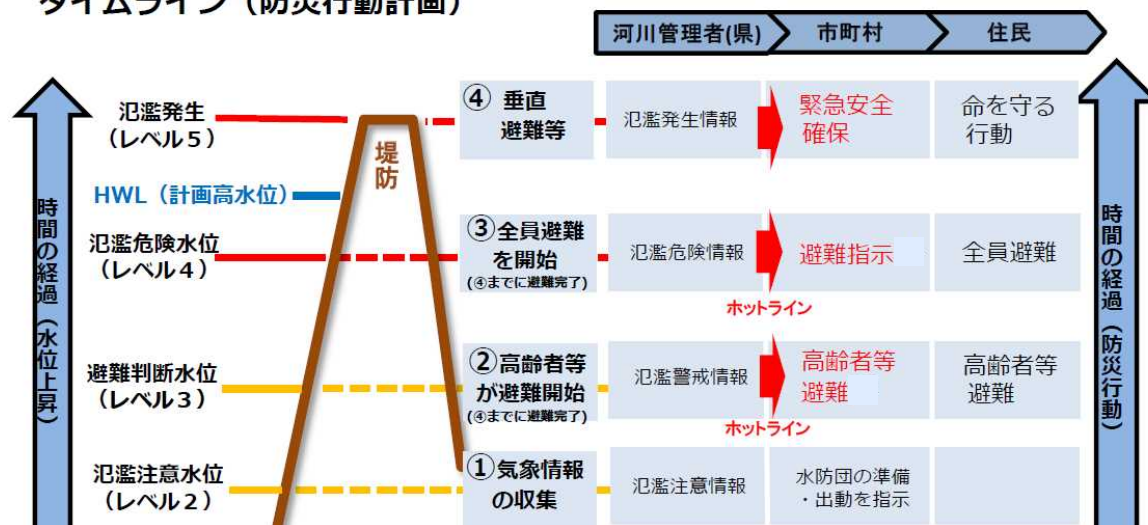 タイムライン（防災行動計画）
河川管理者(県)
市町村
住民
時間の経過（水位上昇）
氾濫発生
（レベル５）
HWL（計画高水位）
氾濫危険水位
（レベル４）
避難判断水位
（レベル３）
氾濫注意水位
（レベル２）
堤防
④ 垂直
避難等
氾濫発生情報
緊急安全
確保
命を守る
行動
③全員避難
を開始
(④までに避難完了)
氾濫危険情報
避難指示
全員避難
ホットライン
②高齢者等
が避難開始
(④までに避難完了)
氾濫警戒情報
高齢者等
避難
高齢者等
避難
ホットライン
①気象情報
の収集
氾濫注意情報
水防団の準備
・出動を指示
時間の経過（防災行動）